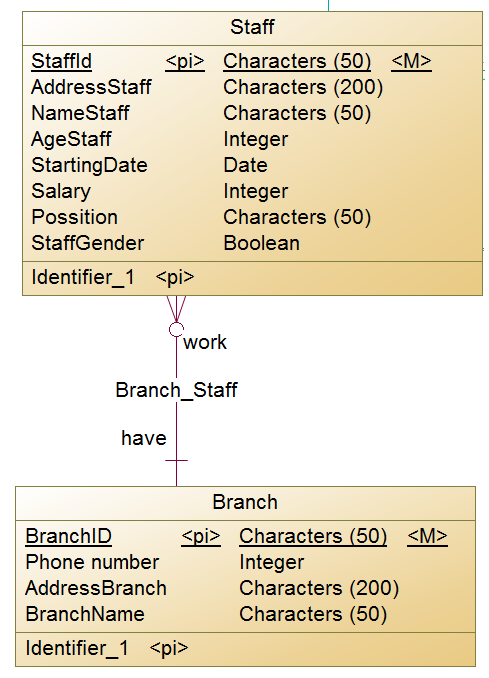 Staff
StaffId <pi> Characters (50) <M>
AddressStaff Characters (200)
NameStaff Characters (50)
AgeStaff Integer
StartingDate Date
Salary Integer
Possition Characters (50)
StaffGender Boolean
Identifier_1 <pi>
work
Branch_Staff
have
Branch
BranchID <pi> Characters (50) <M>
Phone number Integer
AddressBranch Characters (200)
BranchName Characters (50)
Identifier_1 <pi>